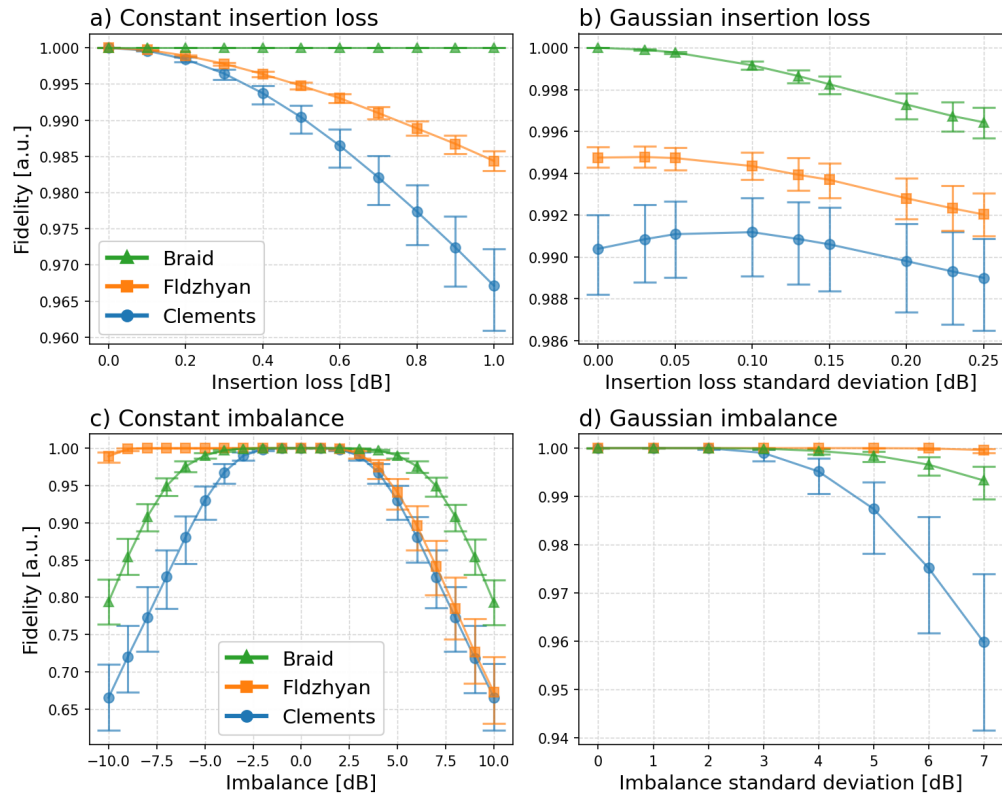 a) Constant insertion loss
1.000
0.995
0.990
0.985
0.980
0.975
0.970
0.965
0.960
Fidelity [a.u.]
Braid
Fldzhyan
Clements
0.0 0.2 0.4 0.6 0.8 1.0
Insertion loss [dB]
b) Gaussian insertion loss
1.000
0.998
0.996
0.994
0.992
0.990
0.988
0.986
0.00 0.05 0.10 0.15 0.20 0.25
Insertion loss standard deviation [dB]
c) Constant imbalance
1.00
0.95
0.90
0.85
0.80
0.75
0.70
0.65
Fidelity [a.u.]
Braid
Fldzhyan
Clements
−10.0 −7.5 −5.0 −2.5 0.0 2.5 5.0 7.5 10.0
Imbalance [dB]
d) Gaussian imbalance
1.00
0.99
0.98
0.97
0.96
0.95
0.94
0 1 2 3 4 5 6 7
Imbalance standard deviation [dB]